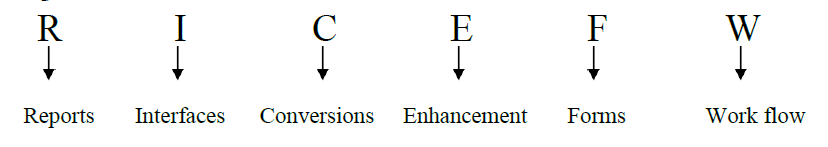 R I C E F W
Reports Interfaces Conversions Enhancement Forms Work flow